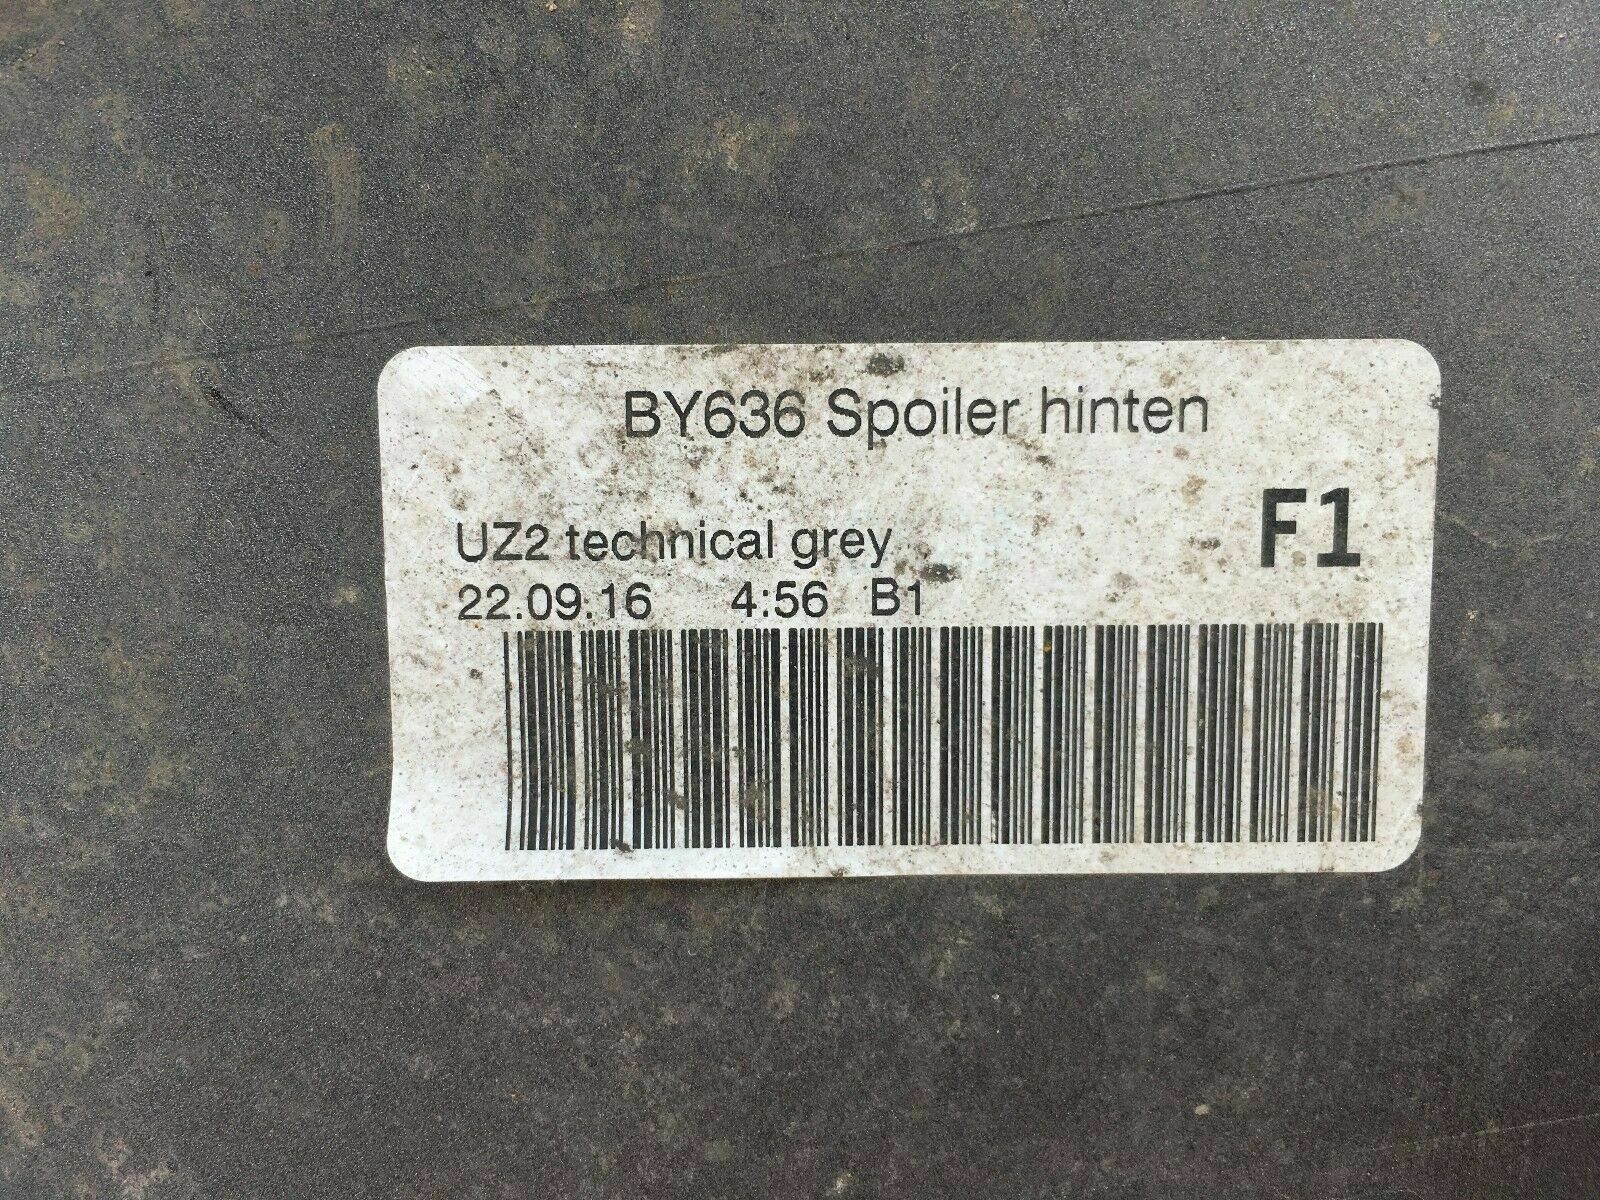 BY636 Spoiler hinten
F1
UZ2 technical grey
22.09.16 4:56 B1